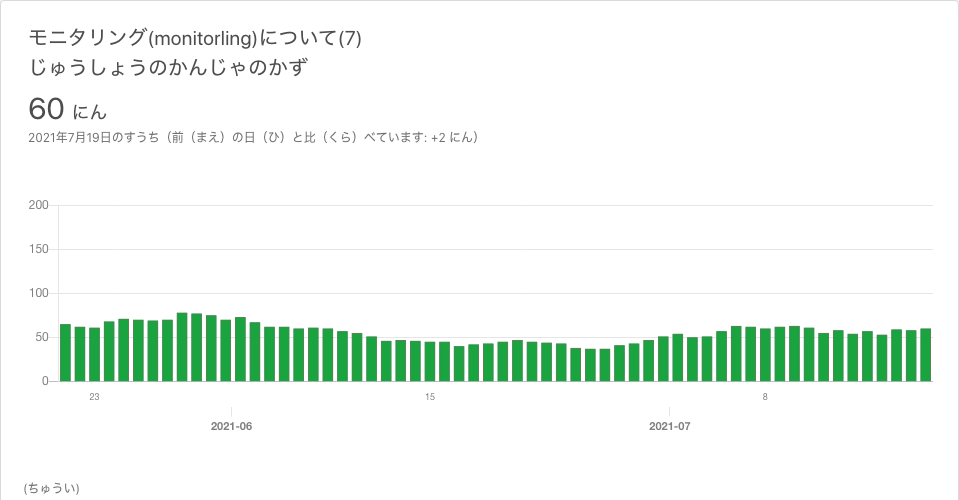 モニタリング(monitorling)について(7)
じゅうしょうのかんじゃのかず
60 にん
2021年7月19日のすうち（前（まえ）の日（ひ）と比（くら）べています: +2 にん）
200
150
100
50
0
23
15
8
2021-06
2021-07
(ちゅうい)